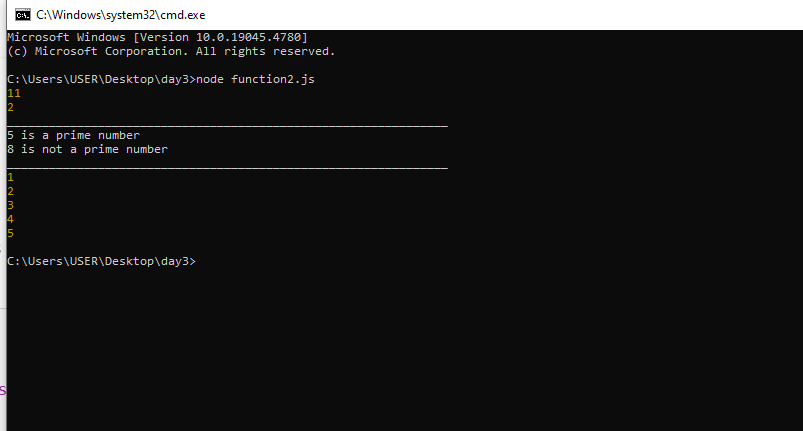 C:\Windows\system32\cmd.exe
Microsoft Windows [Version 10.0.19045.4780]
(c) Microsoft Corporation. All rights reserved.
C:\Users\USER\Desktop\day3>node function2.js
11
2
_______________________________________________________________
5 is a prime number
8 is not a prime number
_______________________________________________________________
1
2
3
4
5
C:\Users\USER\Desktop\day3>